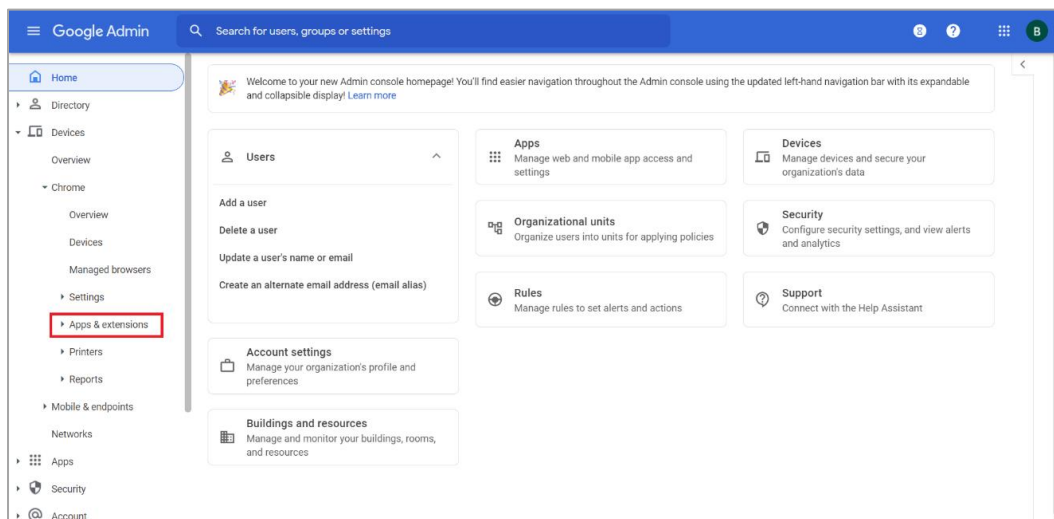 Google Admin
Search for users, groups or settings
8
?
B
Home
Directory
Devices
Overview
Chrome
Overview
Devices
Managed browsers
Settings
Apps & extensions
Printers
Reports
Mobile & endpoints
Networks
Apps
Security
Account
Welcome to your new Admin console homepage! You'll find easier navigation throughout the Admin console using the updated left-hand navigation bar with its expandable
and collapsible display! Learn more
Users
Add a user
Delete a user
Update a user's name or email
Create an alternate email address (email alias)
Apps
Manage web and mobile app access and
settings
Devices
Manage devices and secure your
organization's data
Organizational units
Organize users into units for applying policies
Security
Configure security settings, and view alerts
and analytics
Rules
Manage rules to set alerts and actions
Support
Connect with the Help Assistant
Account settings
Manage your organization's profile and
preferences
Buildings and resources
Manage and monitor your buildings, rooms,
and resources